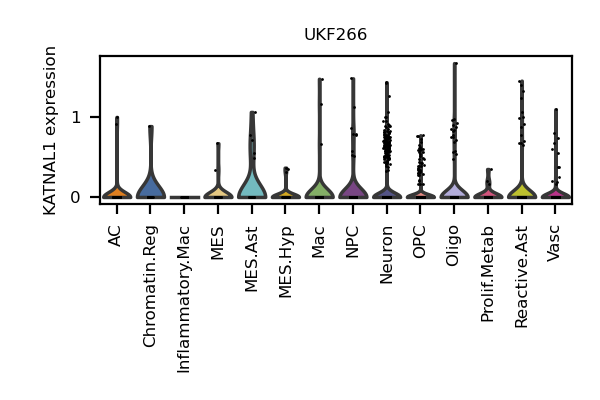 UKF266
KATNAL1 expression
1
0
AC
Chromatin.Reg
Inflammatory.Mac
MES
MES.Ast
MES.Hyp
Mac
NPC
Neuron
OPC
Oligo
Prolif.Metab
Reactive.Ast
Vasc